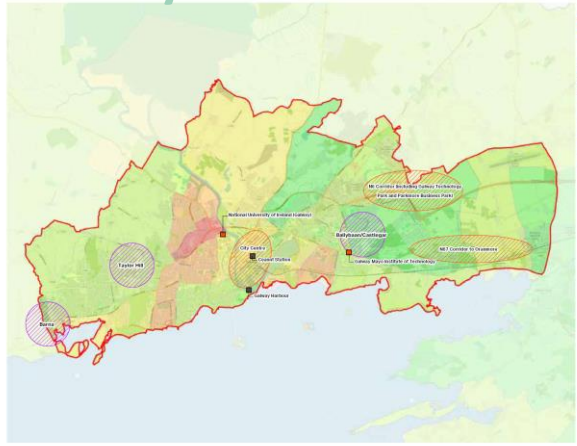 N6 Corridor (including Galway Technology
Park and Parkmore Business Park)
National University of Ireland (Galway)
Ballybaan/Castlegar
City Centre
Ceannt Station
N67 Corridor to Oranmore
Galway Mayo Institute of Technology
Taylor Hill
Galway Harbour
Barna